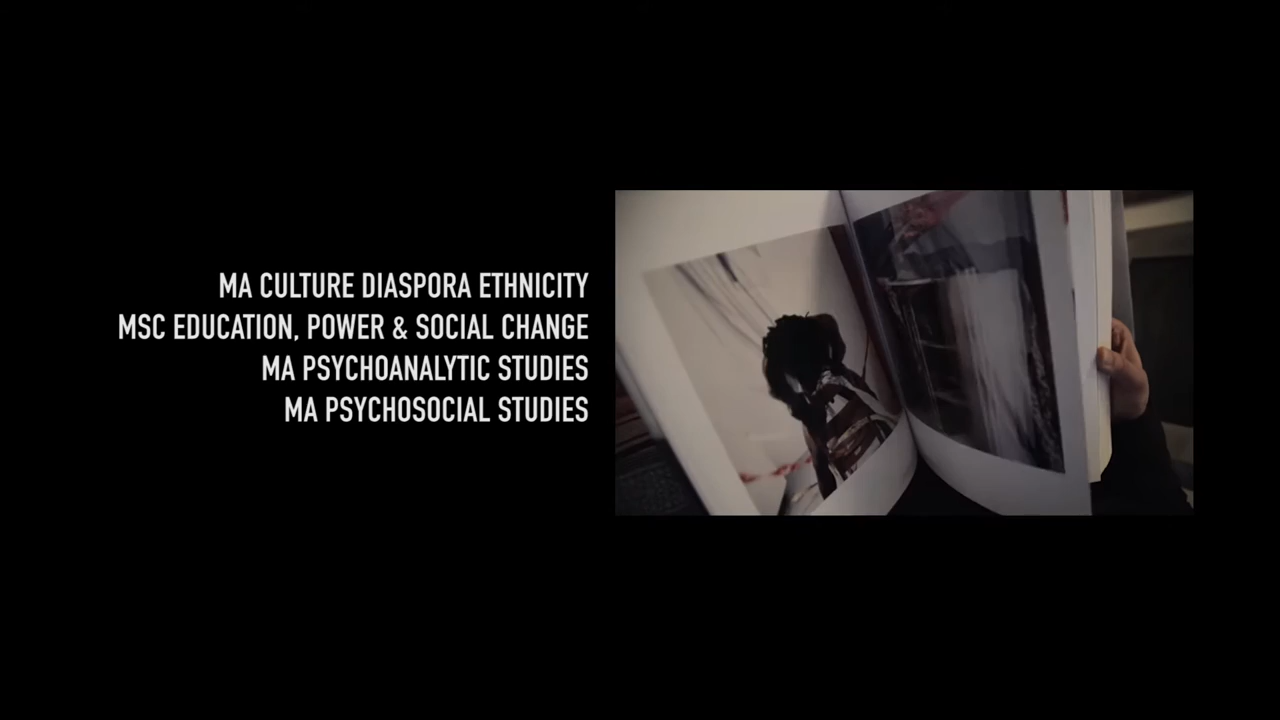 MA CULTURE DIASPORA ETHNICITY
MSC EDUCATION, POWER & SOCIAL CHANGE
MA PSYCHOANALYTIC STUDIES
MA PSYCHOSOCIAL STUDIES